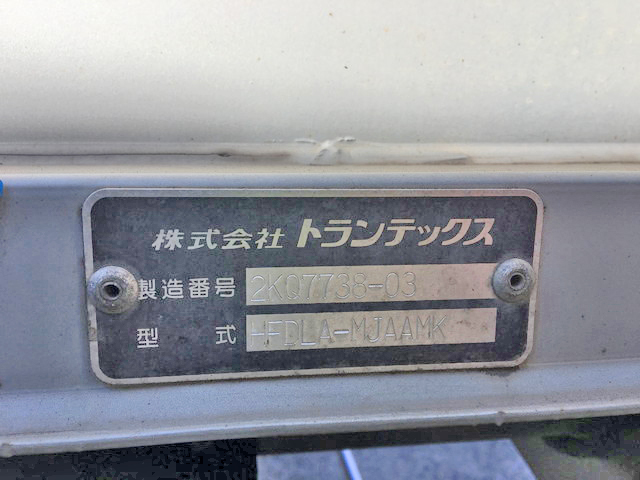 株式会社 トランテックス
製造番号 2K07738-03
型 式 HFDLA-MJAAMK